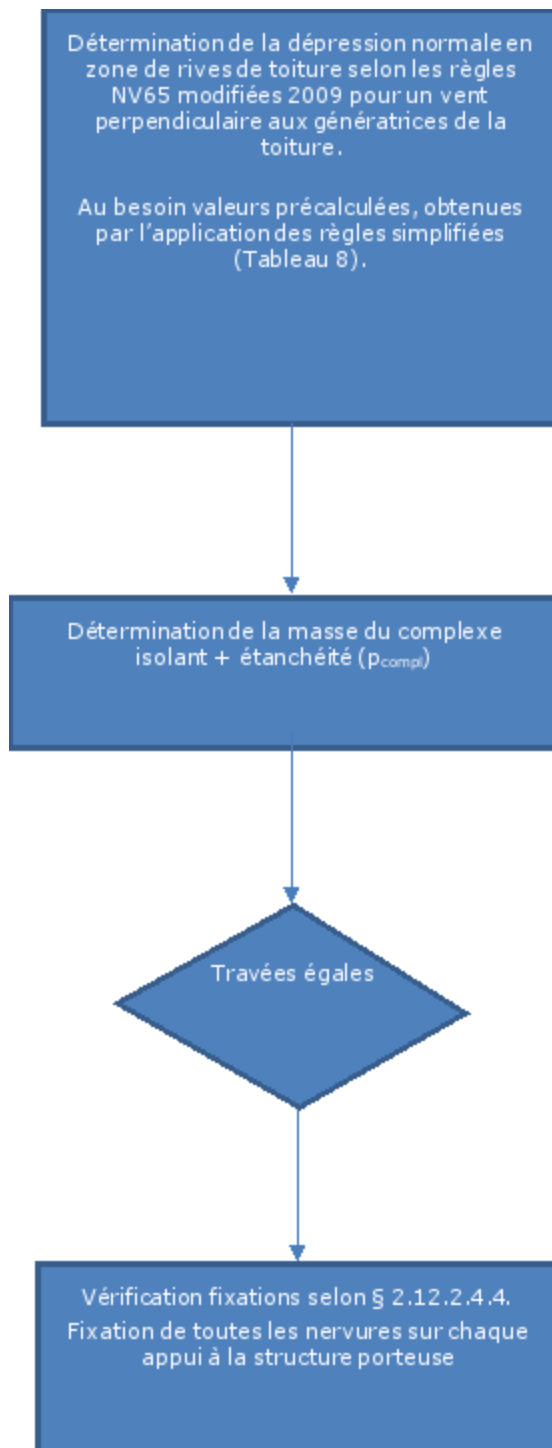 Détermination de la dépression normale en
zone de rives de toiture selon les règles
NV65 modifiées 2009 pour un vent
perpendiculaire aux génératrices de la
toiture.
Au besoin valeurs précalculées, obtenues
par l'application des règles simplifiées
(Tableau 8).
Détermination de la masse du complexe
isolant + étanchéité (pcompl)
Travées égales
Vérification fixations selon § 2.12.2.4.4.
Fixation de toutes les nervures sur chaque
appui à la structure porteuse